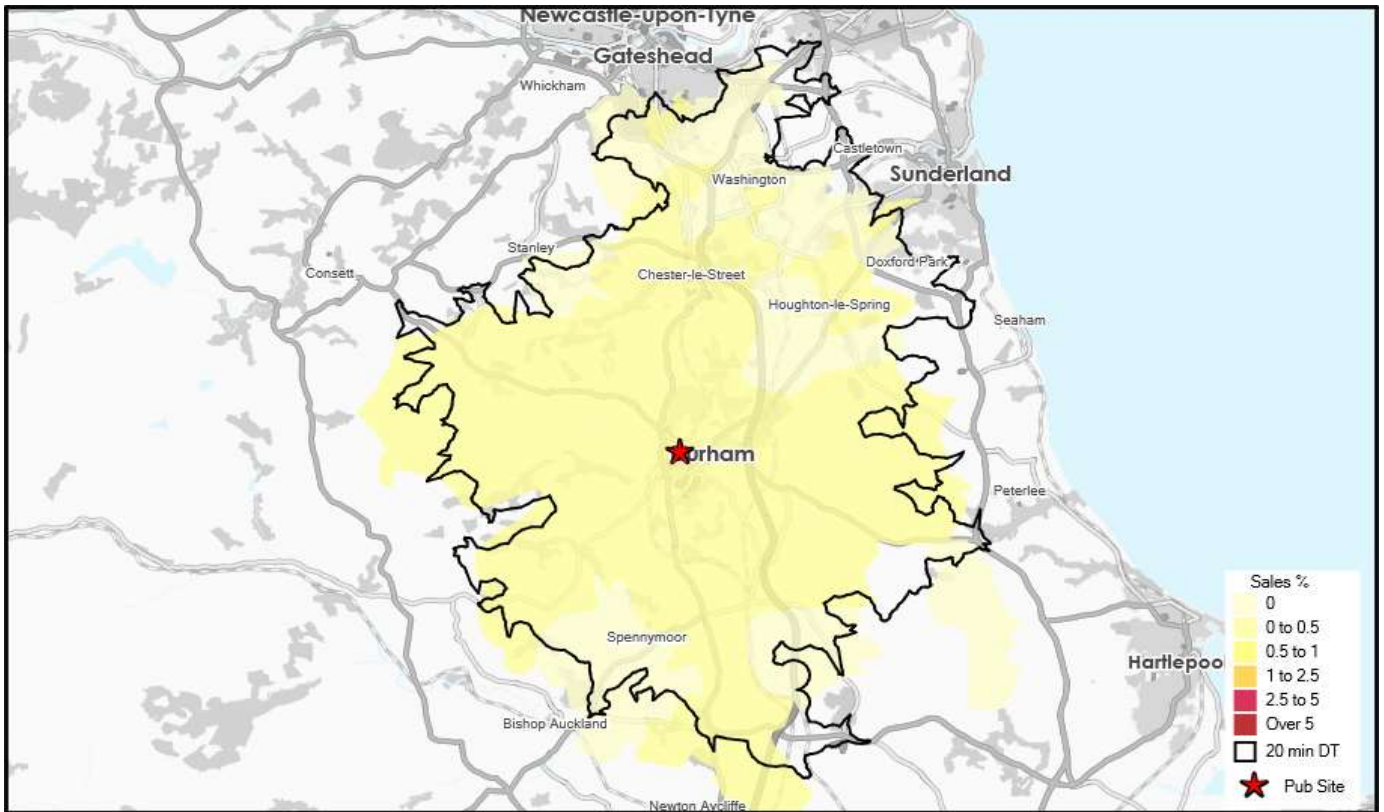 Newcastle-upon-Tyne
Gateshead
Whickham
Castletown
Sunderland
Washington
Stanley
Consett
Chester-le-Street
Doxford Park
Houghton-le-Spring
Seaham
urham
Peterlee
Spennymoor
Hartlepoo
Bishop Auckland
Newton Aycliffe
Sales %
0
0 to 0.5
0.5 to 1
1 to 2.5
2.5 to 5
Over 5
20 min DT
Pub Site